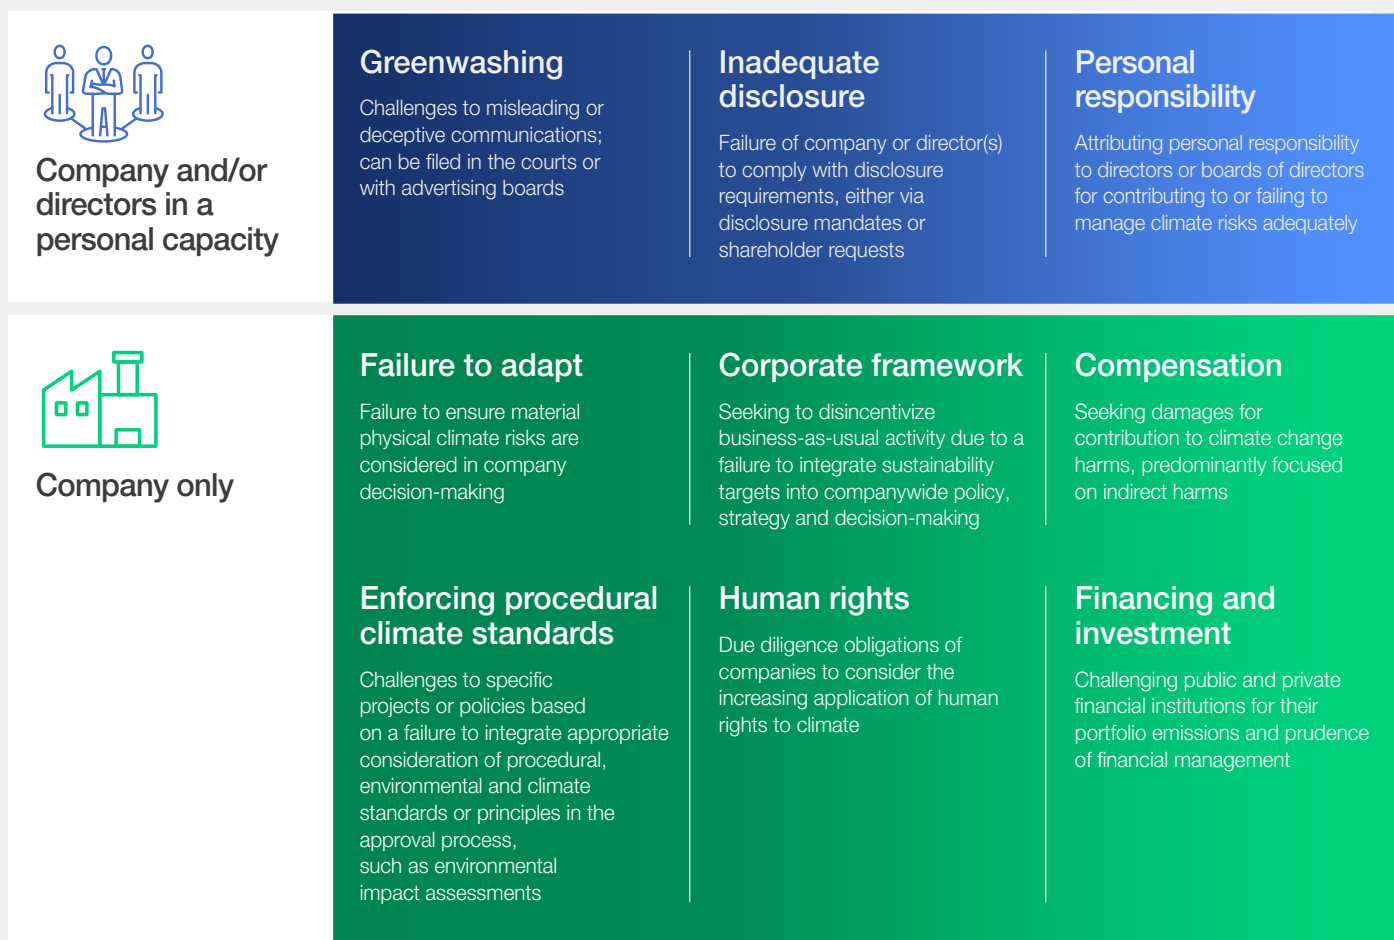 Company and/or
directors in a
personal capacity
Greenwashing
Challenges to misleading or
deceptive communications;
can be filed in the courts or
with advertising boards
Inadequate
disclosure
Failure of company or director(s)
to comply with disclosure
requirements, either via
disclosure mandates or
shareholder requests
Personal
responsibility
Attributing personal responsibility
to directors or boards of directors
for contributing to or failing to
manage climate risks adequately
Company only
Failure to adapt
Failure to ensure material
physical climate risks are
considered in company
decision-making
Corporate framework
Seeking to disincentivize
business-as-usual activity due to a
failure to integrate sustainability
targets into companywide policy,
strategy and decision-making
Compensation
Seeking damages for
contribution to climate change
harms, predominantly focused
on indirect harms
Enforcing procedural
climate standards
Challenges to specific
projects or policies based
on a failure to integrate appropriate
consideration of procedural,
environmental and climate
standards or principles in the
approval process,
such as environmental
impact assessments
Human rights
Due diligence obligations of
companies to consider the
increasing application of human
rights to climate
Financing and
investment
Challenging public and private
financial institutions for their
portfolio emissions and prudence
of financial management